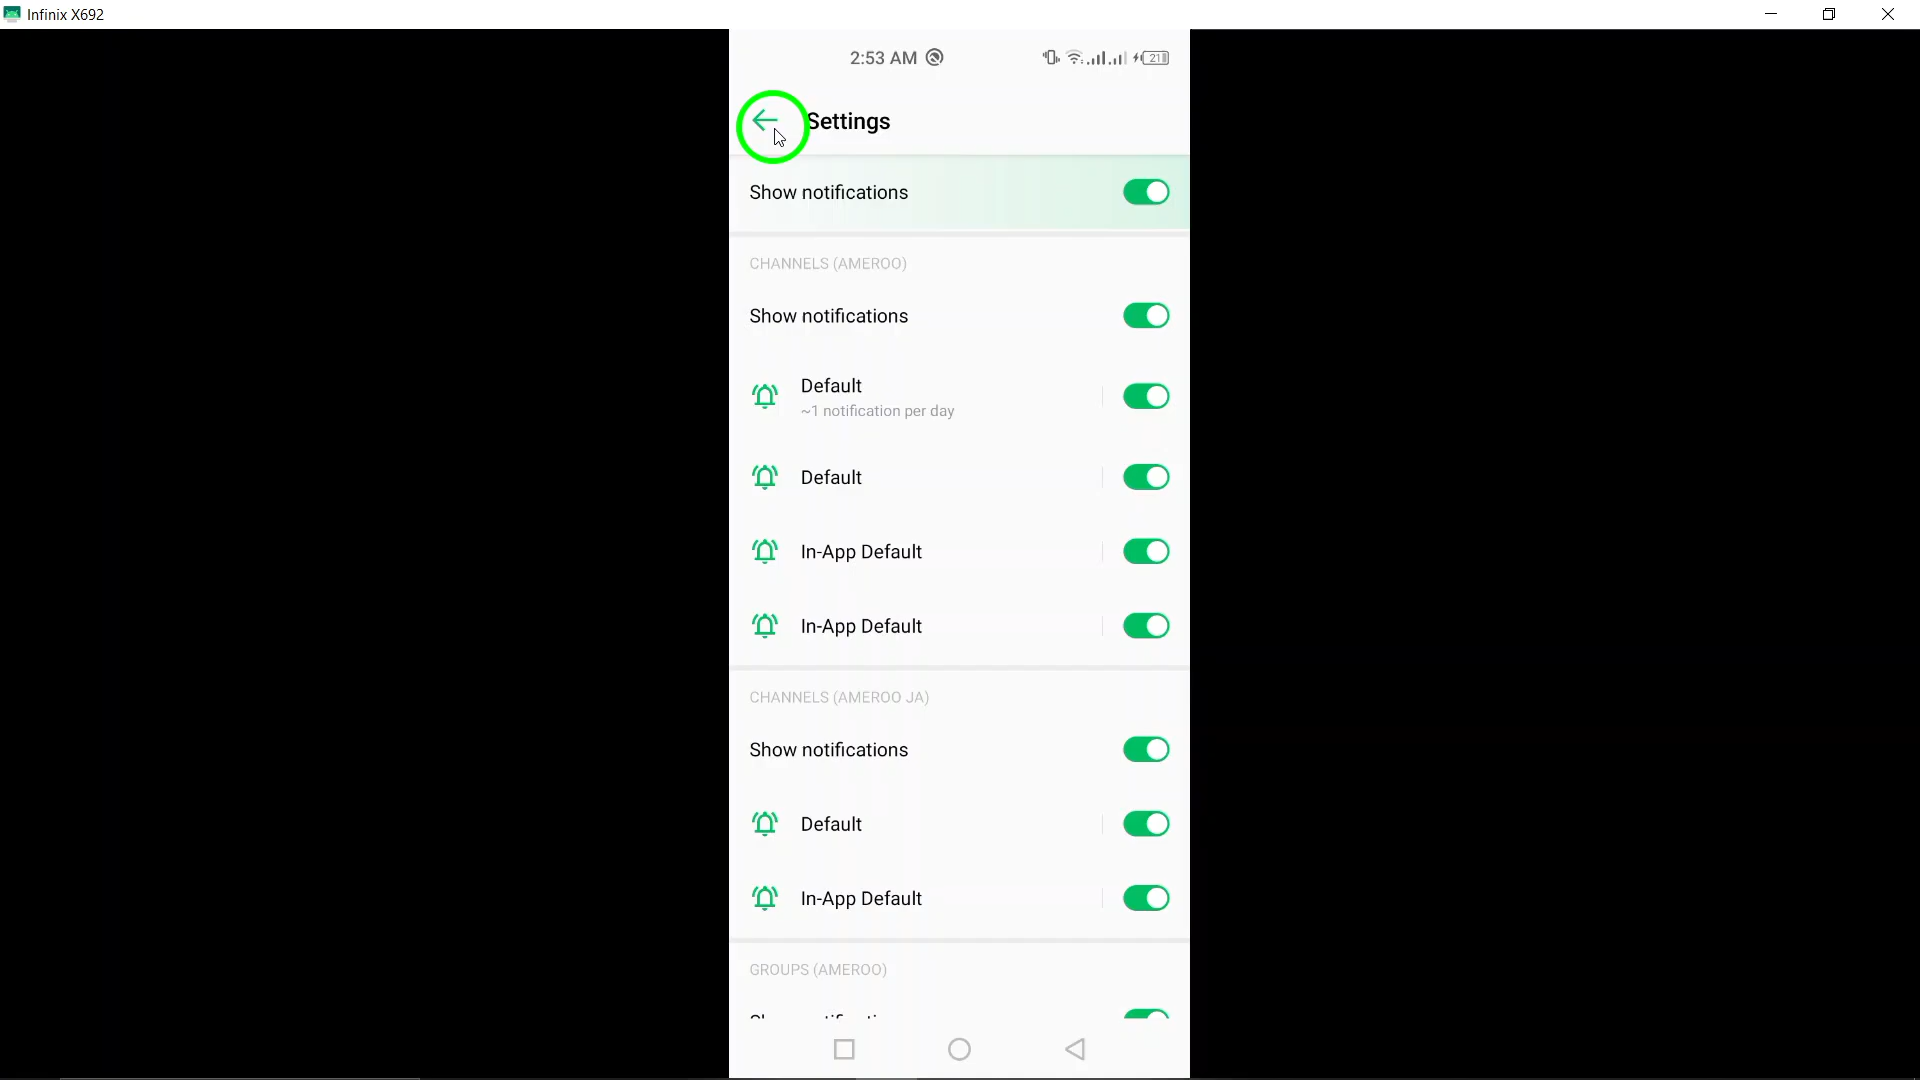 Infinix X692
2:53 AM
21
Settings
Show notifications
CHANNELS (AMEROO)
Show notifications
Default
~1 notification per day
Default
In-App Default
In-App Default
CHANNELS (AMEROO JA)
Show notifications
Default
In-App Default
GROUPS (AMEROO)